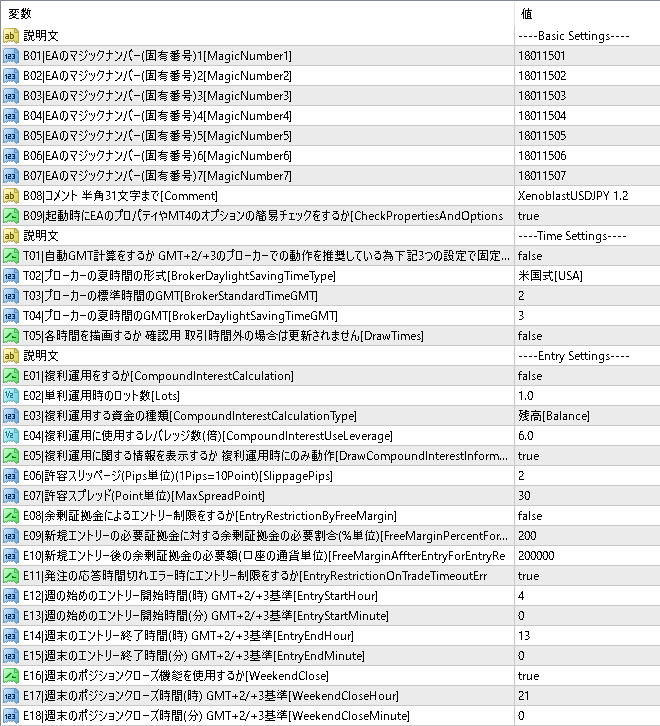 変数 値
ab 説明文 ----Basic Settings----
123 B01|EAのマジックナンバー(固有番号)1[MagicNumber1] 18011501
123 B02|EAのマジックナンバー(固有番号)2[MagicNumber2] 18011502
123 B03|EAのマジックナンバー(固有番号)3[MagicNumber3] 18011503
123 B04|EAのマジックナンバー(固有番号)4[MagicNumber4] 18011504
123 B05|EAのマジックナンバー(固有番号)5[MagicNumber5] 18011505
123 B06|EAのマジックナンバー(固有番号)6[MagicNumber6] 18011506
123 B07|EAのマジックナンバー(固有番号)7[MagicNumber7] 18011507
ab B08|コメント 半角31文字まで[Comment] XenoblastUSDJPY 1.2
B09|起動時にEAのプロパティやMT4のオプションの簡易チェックをするか[CheckPropertiesAndOptions true
ab 説明文 ----Time Settings----
T01|自動GMT計算をするか GMT+2/+3のブローカーでの動作を推奨している為下記3つの設定で固定... false
123 T02|ブローカーの夏時間の形式[BrokerDaylightSavingTimeType] 米国式[USA]
123 T03|ブローカーの標準時間のGMT[BrokerStandardTimeGMT] 2
123 T04|ブローカーの夏時間のGMT[BrokerDaylightSavingTimeGMT] 3
T05|各時間を描画するか 確認用 取引時間外の場合は更新されません[DrawTimes] false
ab 説明文 ----Entry Settings----
E01|複利運用をするか[CompoundInterestCalculation] false
1/2 E02|単利運用時のロット数[Lots] 1.0
123 E03|複利運用する資金の種類[CompoundInterestCalculationType] 残高[Balance]
1/2 E04|複利運用に使用するレバレッジ数(倍)[CompoundInterestUseLeverage] 6.0
E05|複利運用に関する情報を表示するか 複利運用時にのみ動作[DrawCompoundInterestInform... true
123 E06|許容スリッページ(Pips単位)(1Pips=10Point)[SlippagePips] 2
123 E07|許容スプレッド(Point単位)[MaxSpreadPoint] 30
E08|余剰証拠金によるエントリー制限をするか[EntryRestrictionByFreeMargin] false
123 E09|新規エントリーの必要証拠金に対する余剰証拠金の必要割合(%単位)[FreeMarginPercentFor... 200
123 E10|新規エントリー後の余剰証拠金の必要額(口座の通貨単位)[FreeMarginAffterEntryForEntryRe 200000
E11|発注の応答時間切れエラー時にエントリー制限をするか[EntryRestrictionOnTradeTimeoutErr true
123 E12|週の始めのエントリー開始時間(時) GMT+2/+3基準[EntryStartHour] 4
123 E13|週の始めのエントリー開始時間(分) GMT+2/+3基準[EntryStartMinute] 0
123 E14|週末のエントリー終了時間(時) GMT+2/+3基準[EntryEndHour] 13
123 E15|週末のエントリー終了時間(分) GMT+2/+3基準[EntryEndMinute] 0
E16|週末のポジションクローズ機能を使用するか[WeekendClose] true
123 E17|週末のポジションクローズ時間(時) GMT+2/+3基準[WeekendCloseHour] 21
123 E18|週末のポジションクローズ時間(分) GMT+2/+3基準[WeekendCloseMinute] 0